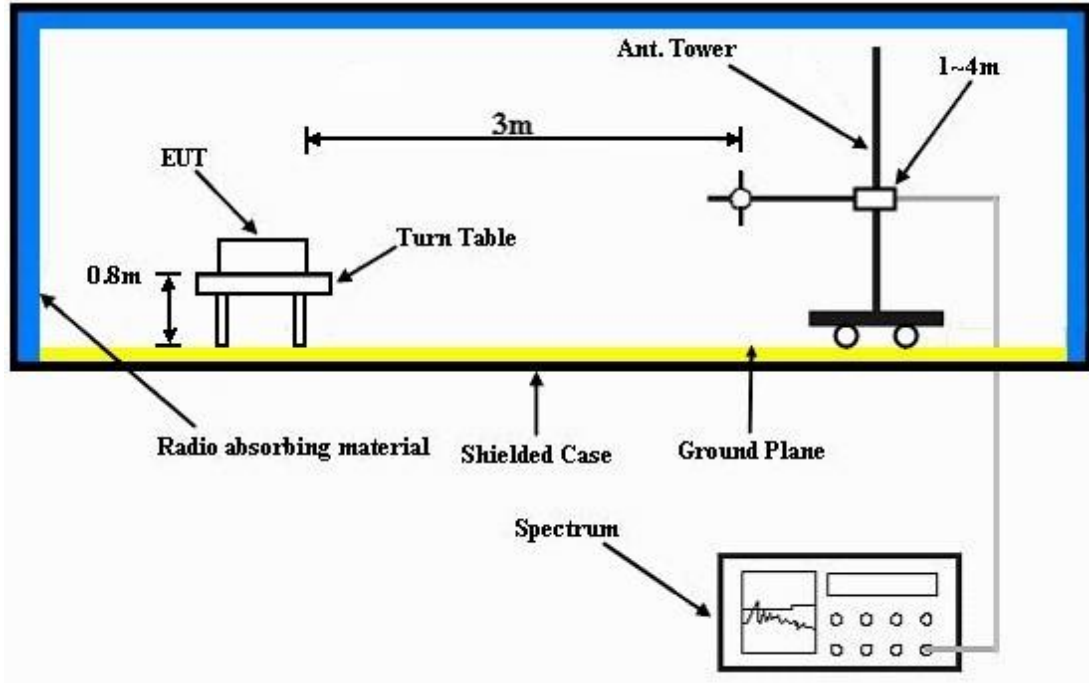 Ant. Tower
1~4m
3m
EUT
Turn Table
0.8m
Radio absorbing material
Shielded Case
Ground Plane
Spectrum